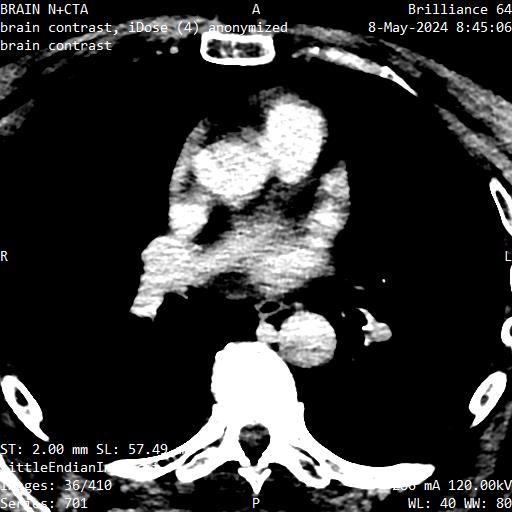 BRAIN N+CTA
A
Brilliance 64
brain contrast, iDose (4) anonymized
8-May-2024 8:45:06
brain contrast
R
L
ST: 2.00 mm SL: 57.49
LittleEndian
Images: 36/410
mA 120.00kV
Series: 701
P
WL: 40 WW: 80